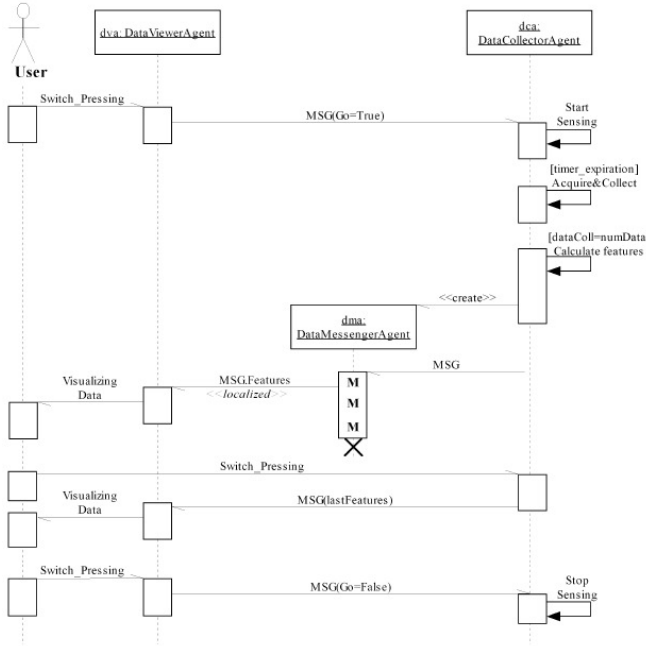 dva: DataViewerAgent
dca:
DataCollectorAgent
User
Switch_Pressing
MSG(Go=True)
Start
Sensing
[timer_expiration]
Acquire&Collect
[dataColl=numData
Calculate features
<<create>>
dma:
DataMessengerAgent
MSG
Visualizing
Data
MSG.Features
<<localized>>
M
M
M
Switch_Pressing
Visualizing
Data
MSG(lastFeatures)
Switch_Pressing
MSG(Go=False)
Stop
Sensing